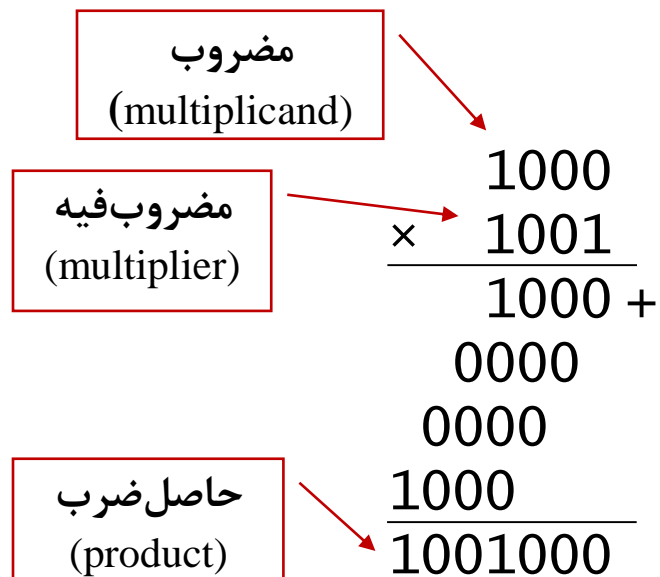 مضروب
(multiplicand)
1000
مضروب‌فیه
(multiplier)
× 1001
1000 +
0000
0000
1000
حاصل‌ضرب
(product)
1001000